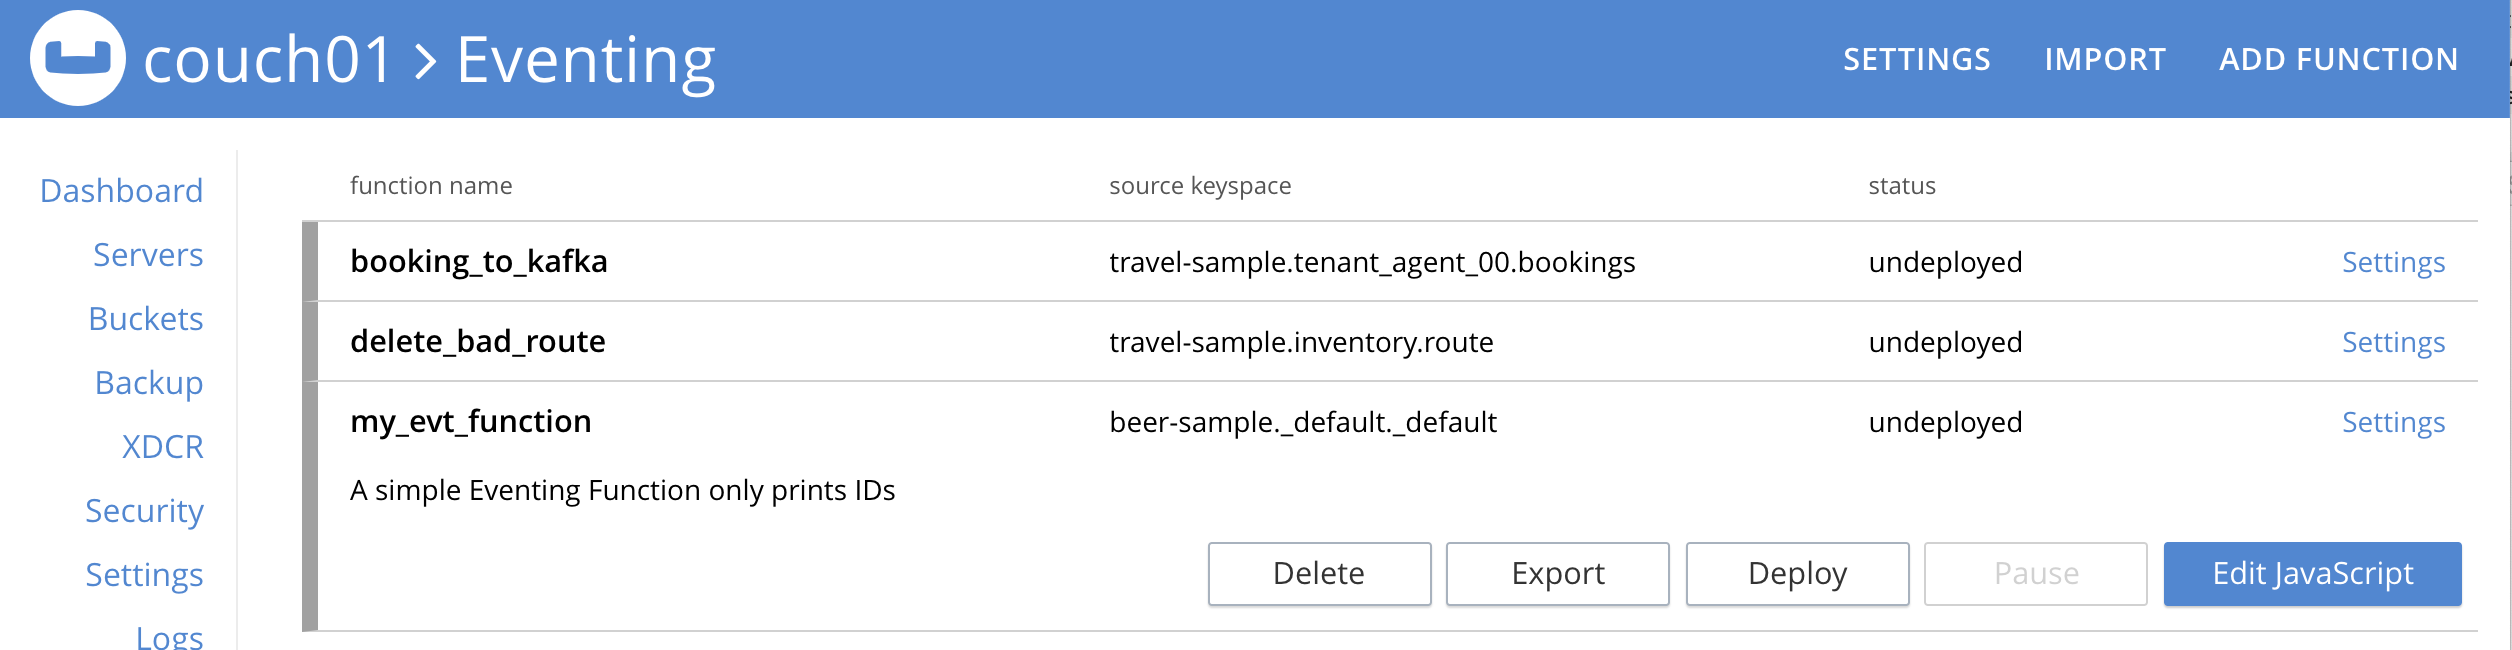 couch01 > Eventing
SETTINGS IMPORT ADD FUNCTION
Dashboard
Servers
Buckets
Backup
XDCR
Security
Settings
Logs
function name source keyspace status
booking_to_kafka travel-sample.tenant_agent_00.bookings undeployed Settings
delete_bad_route travel-sample.inventory.route undeployed Settings
my_evt_function beer-sample._default._default undeployed Settings
A simple Eventing Function only prints IDs
Delete Export Deploy Pause Edit JavaScript